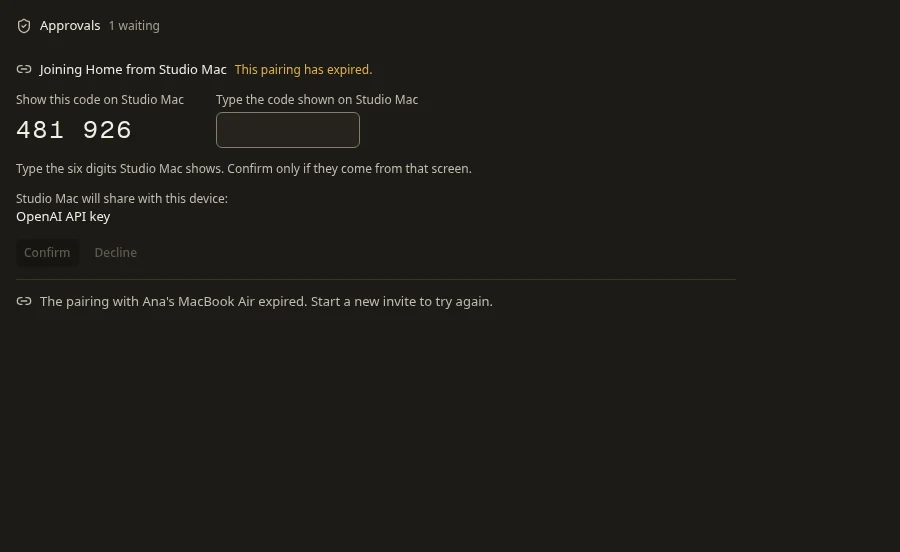 Approvals 1 waiting
Joining Home from Studio Mac This pairing has expired.
Show this code on Studio Mac
481 926
Type the code shown on Studio Mac
Type the six digits Studio Mac shows. Confirm only if they come from that screen.
Studio Mac will share with this device:
OpenAI API key
Confirm Decline
The pairing with Ana's MacBook Air expired. Start a new invite to try again.